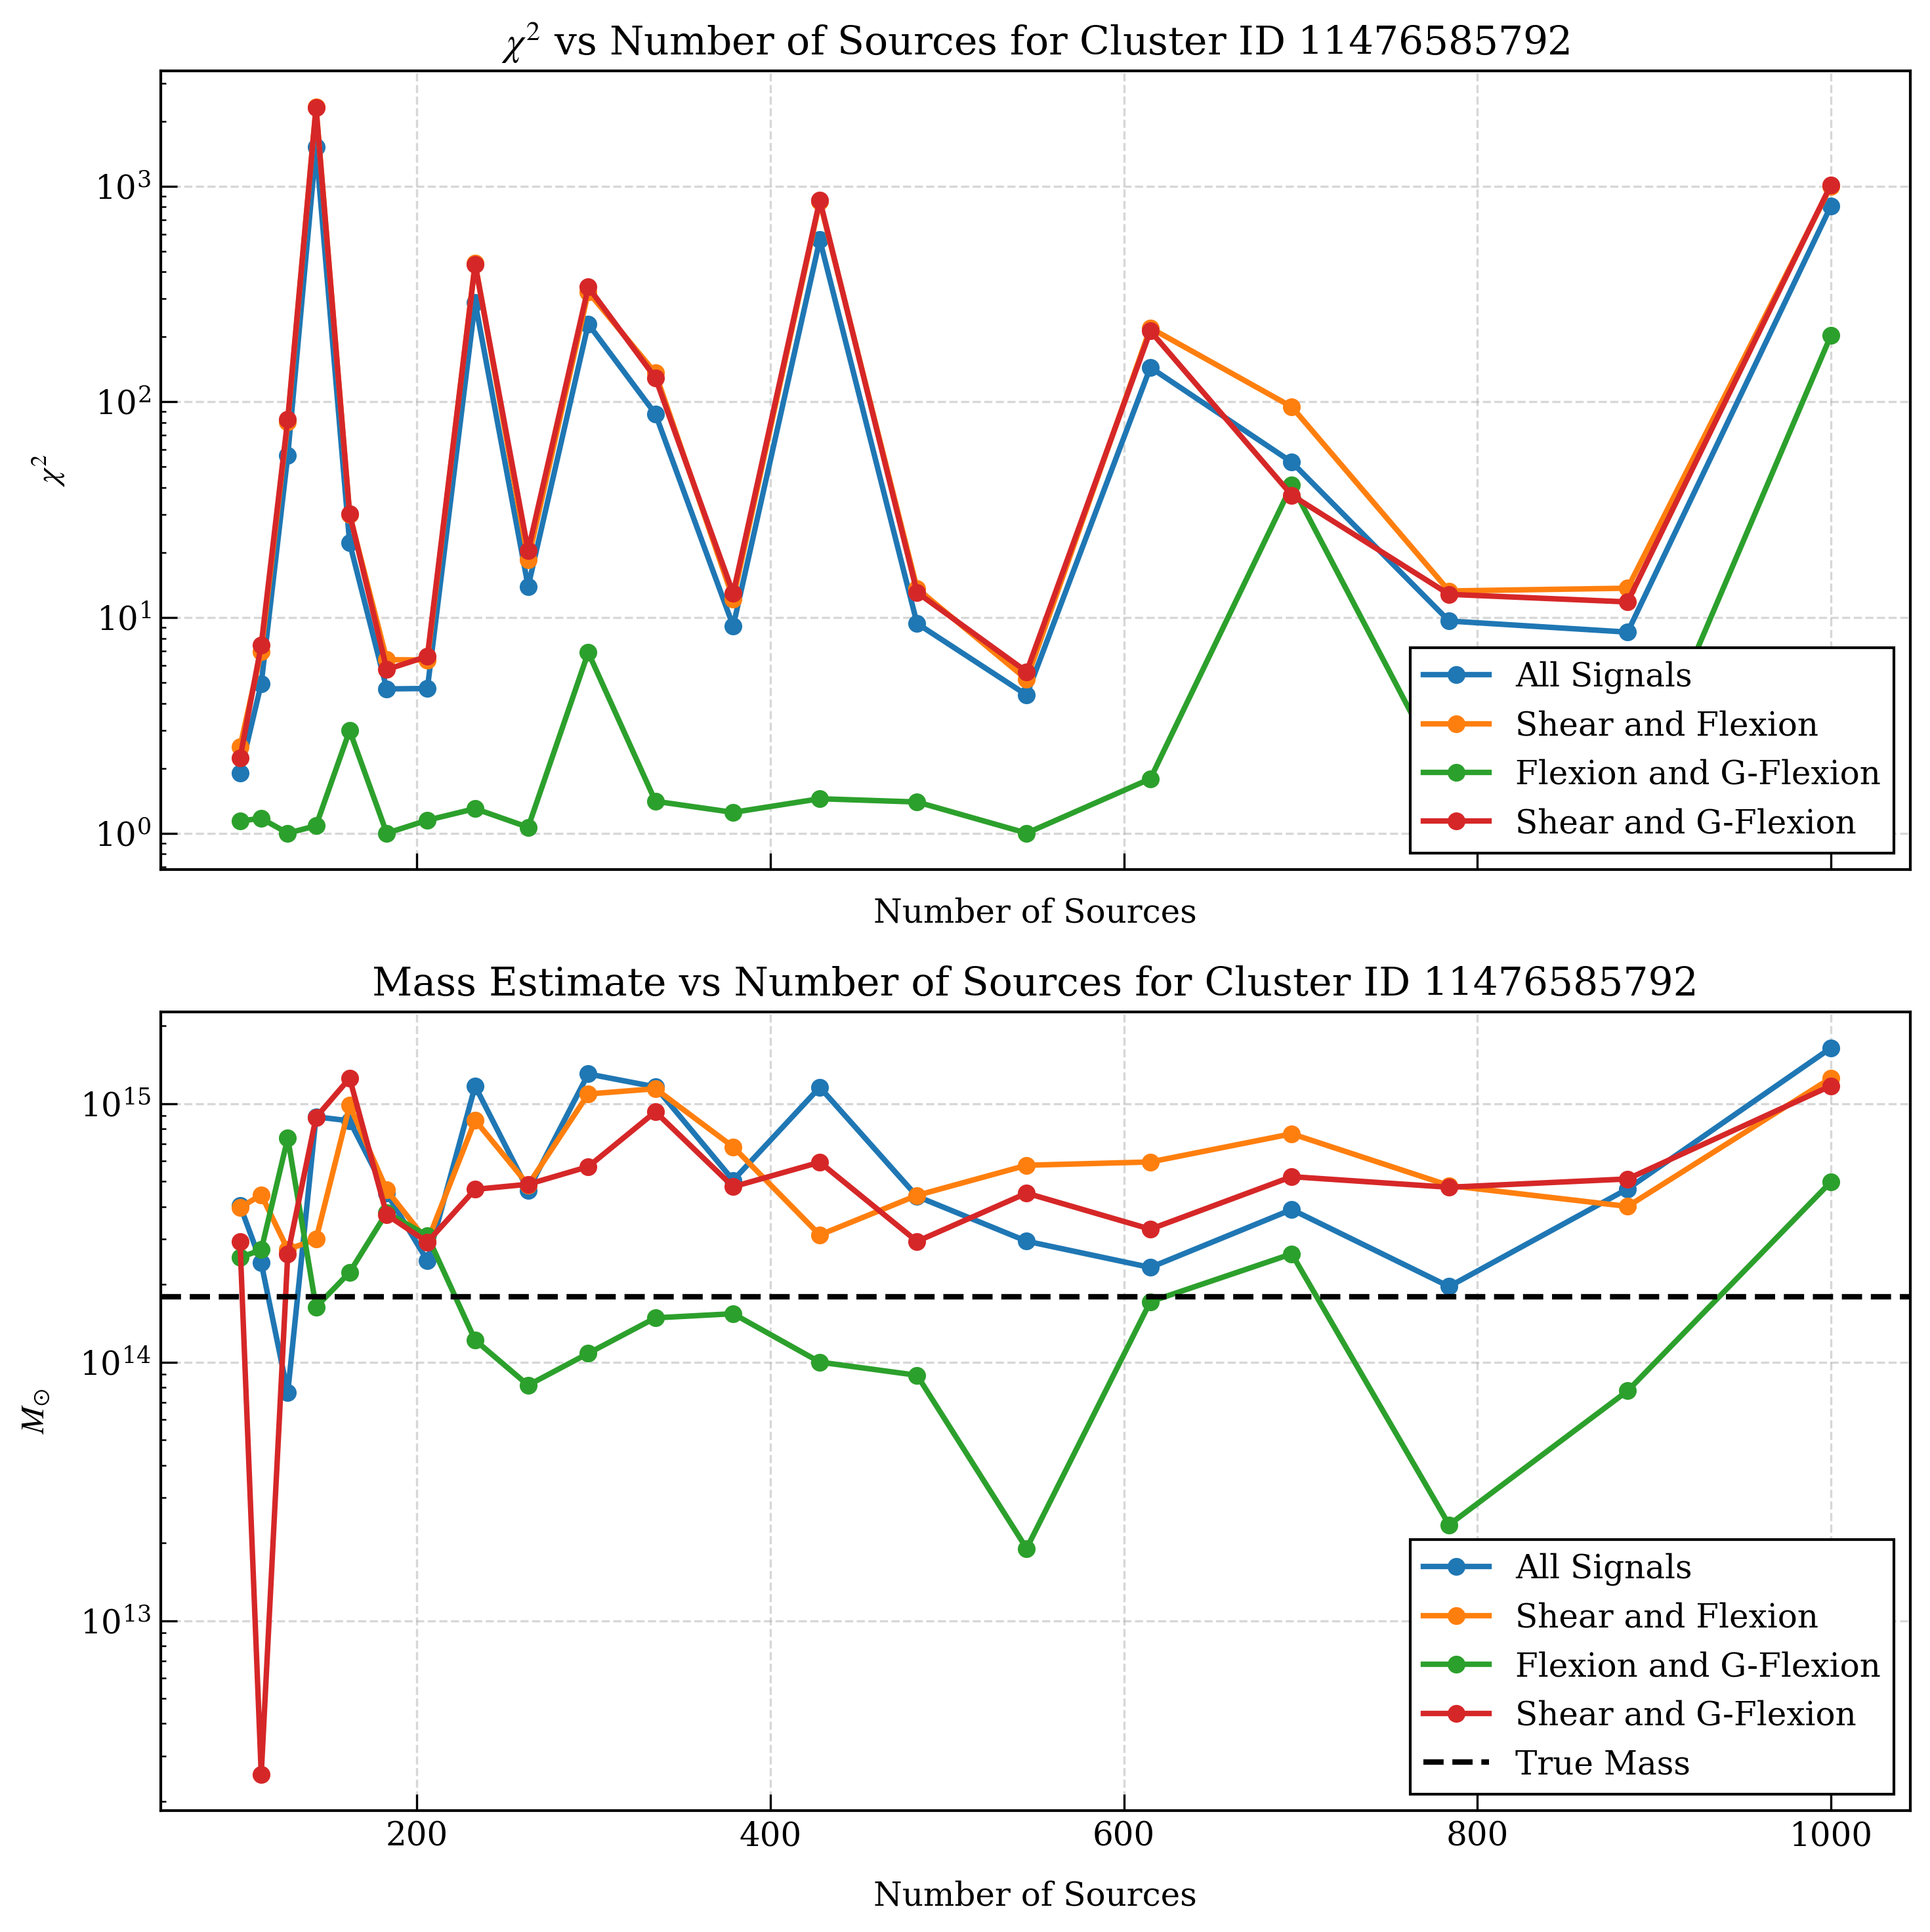 χ² vs Number of Sources for Cluster ID 11476585792
10³
10²
10¹
10⁰
χ²
All Signals
Shear and Flexion
Flexion and G-Flexion
Shear and G-Flexion
Number of Sources
Mass Estimate vs Number of Sources for Cluster ID 11476585792
10¹⁵
10¹⁴
10¹³
M⊙
All Signals
Shear and Flexion
Flexion and G-Flexion
Shear and G-Flexion
True Mass
200 400 600 800 1000
Number of Sources